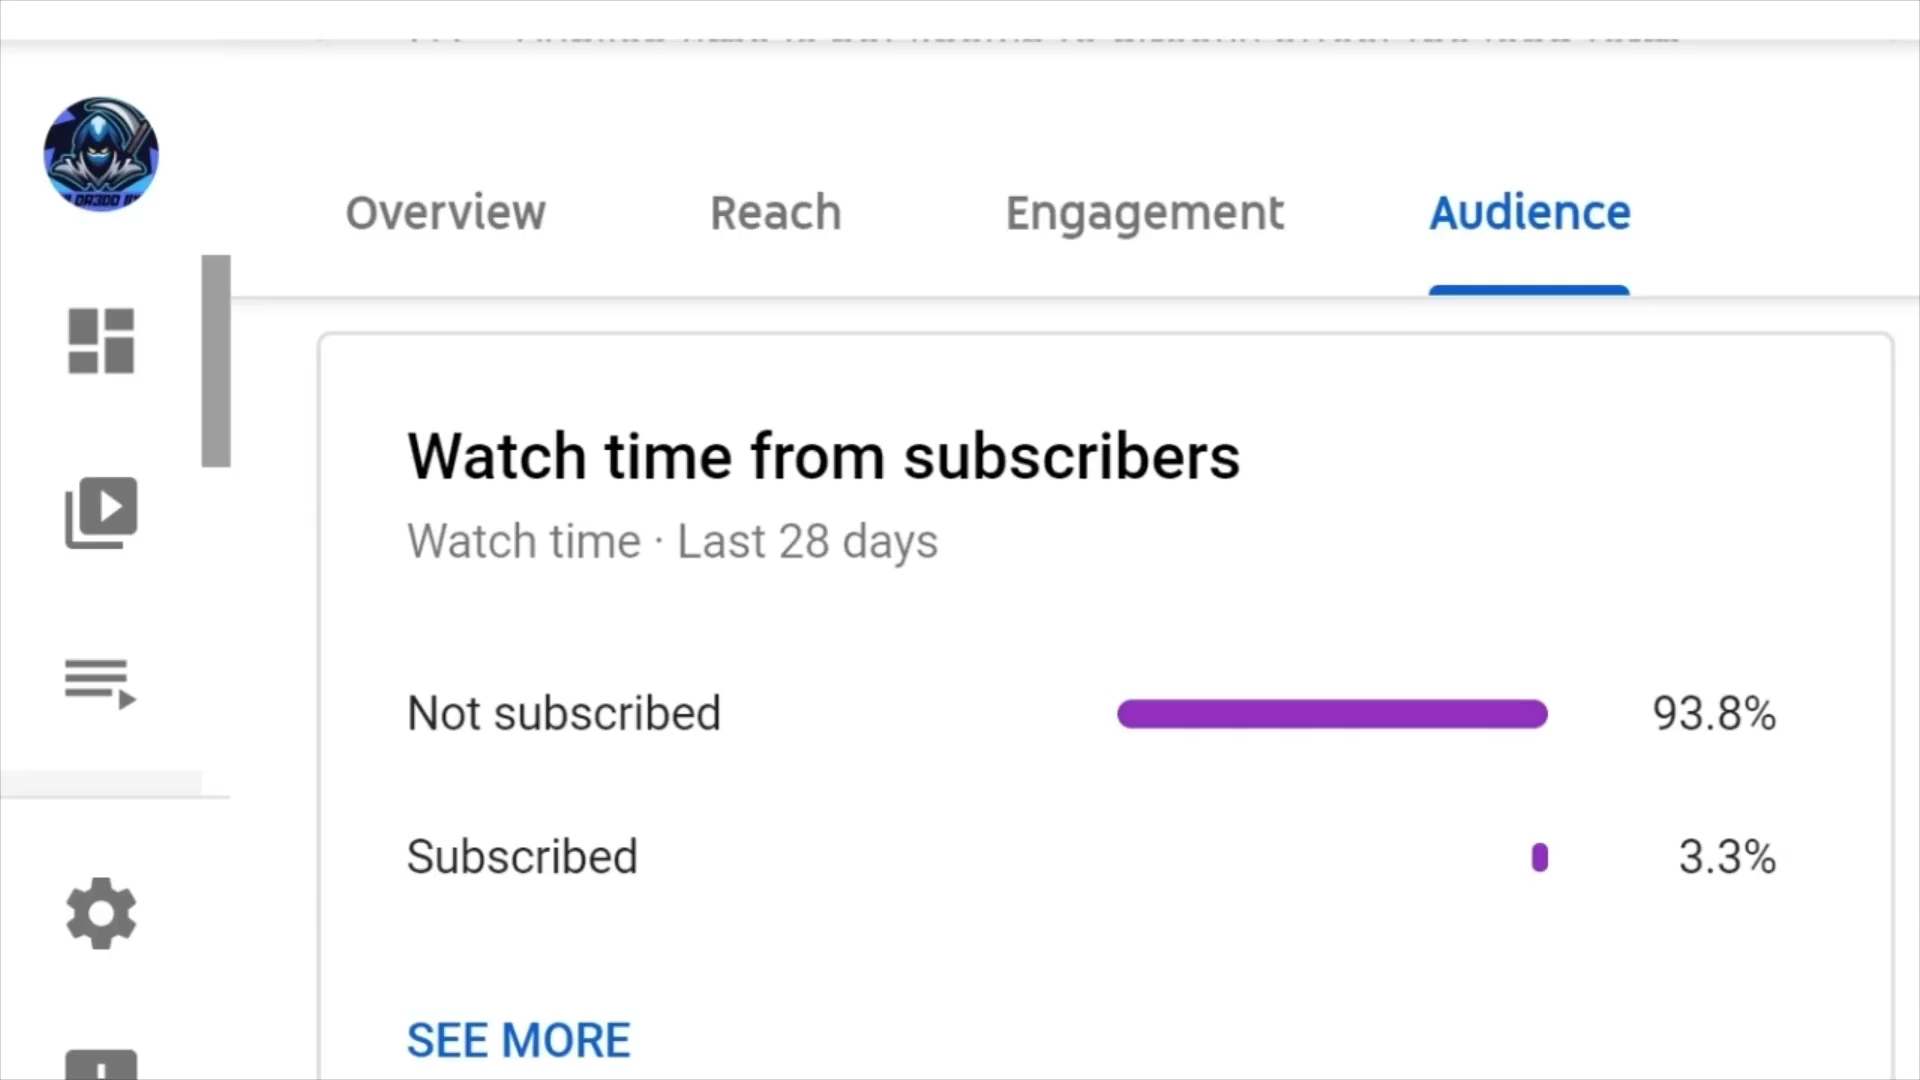 Overview Reach Engagement Audience
Watch time from subscribers
Watch time · Last 28 days
Not subscribed 93.8%
Subscribed 3.3%
SEE MORE